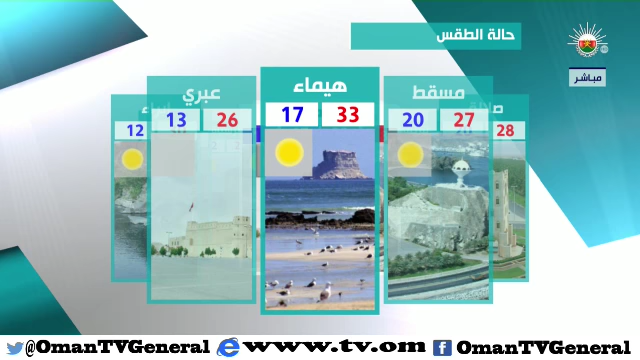 حالة الطقس
مباشر
هيماء
33 17
مسقط
27 20
عبري
26 13
28
12
@OmanTVGeneral
www.tv.om
OmanTVGeneral